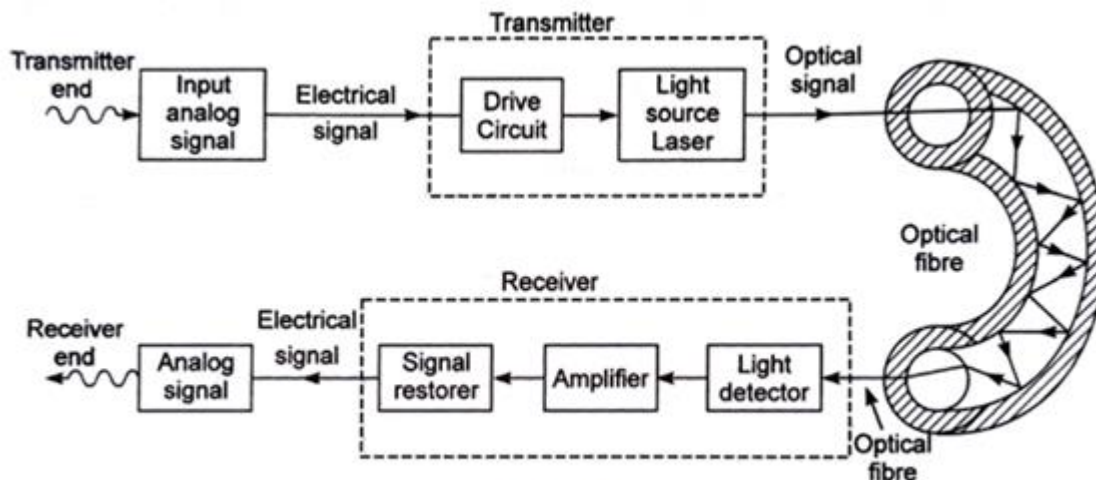 Transmitter
Transmitter
end
Input
analog
signal
Electrical
signal
Drive
Circuit
Light
source
Laser
Optical
signal
Optical
fibre
Receiver
Receiver
end
Analog
signal
Electrical
signal
Signal
restorer
Amplifier
Light
detector
Optical
fibre